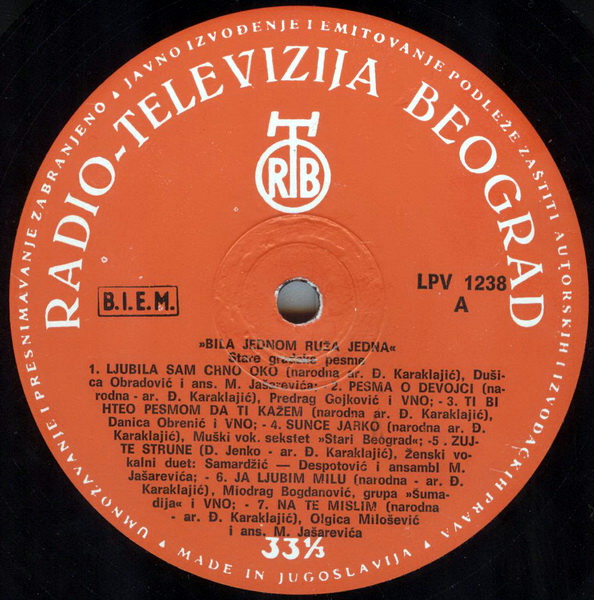 UMNOŽAVANJE I PRESNIMAVANJE ZABRANJENO ▲ JAVNO IZVOĐENJE I EMITOVANJE PODLEŽE ZAŠTITI AUTORSKIH I IZVOĐAČKIH PRAVA ▲
RADIO-TELEVIZIJA BEOGRAD
RTB
B.I.E.M.
LPV 1238
A
»BILA JEDNOM RUŽA JEDNA«
Stare gradske pesme
1. LJUBILA SAM CRNO OKO (narodna ar. Đ. Karaklajić), Duši-
ca Obradović i ans. M. Jašarevića; - 2. PESMA O DEVOJCI (na-
rodna - ar. Đ. Karaklajić), Predrag Gojković i VNO; - 3. TI BI
HTEO PESMOM DA TI KAŽEM (narodna ar. Đ. Karaklajić),
Danica Obrenić i VNO; - 4. SUNCE JARKO (narodna ar. Đ.
Karaklajić), Muški vok. sekstet »Stari Beograd«; -5 . ZUJ-
TE STRUNE (D. Jenko - ar. Đ. Karaklajić), ženski vo-
kalni duet: Samardžić — Despotović i ansambl M.
Jašarevića; - 6. JA LJUBIM MILU (narodna - ar. Đ.
Karaklajić), Miodrag Bogdanović, grupa »Šuma-
dija« i VNO; - 7. NA TE MISLIM (narodna
- ar. Đ. Karaklajić), Olgica Milošević
i ans. M. Jašarevića
33⅓
MADE IN JUGOSLAVIJA ▲